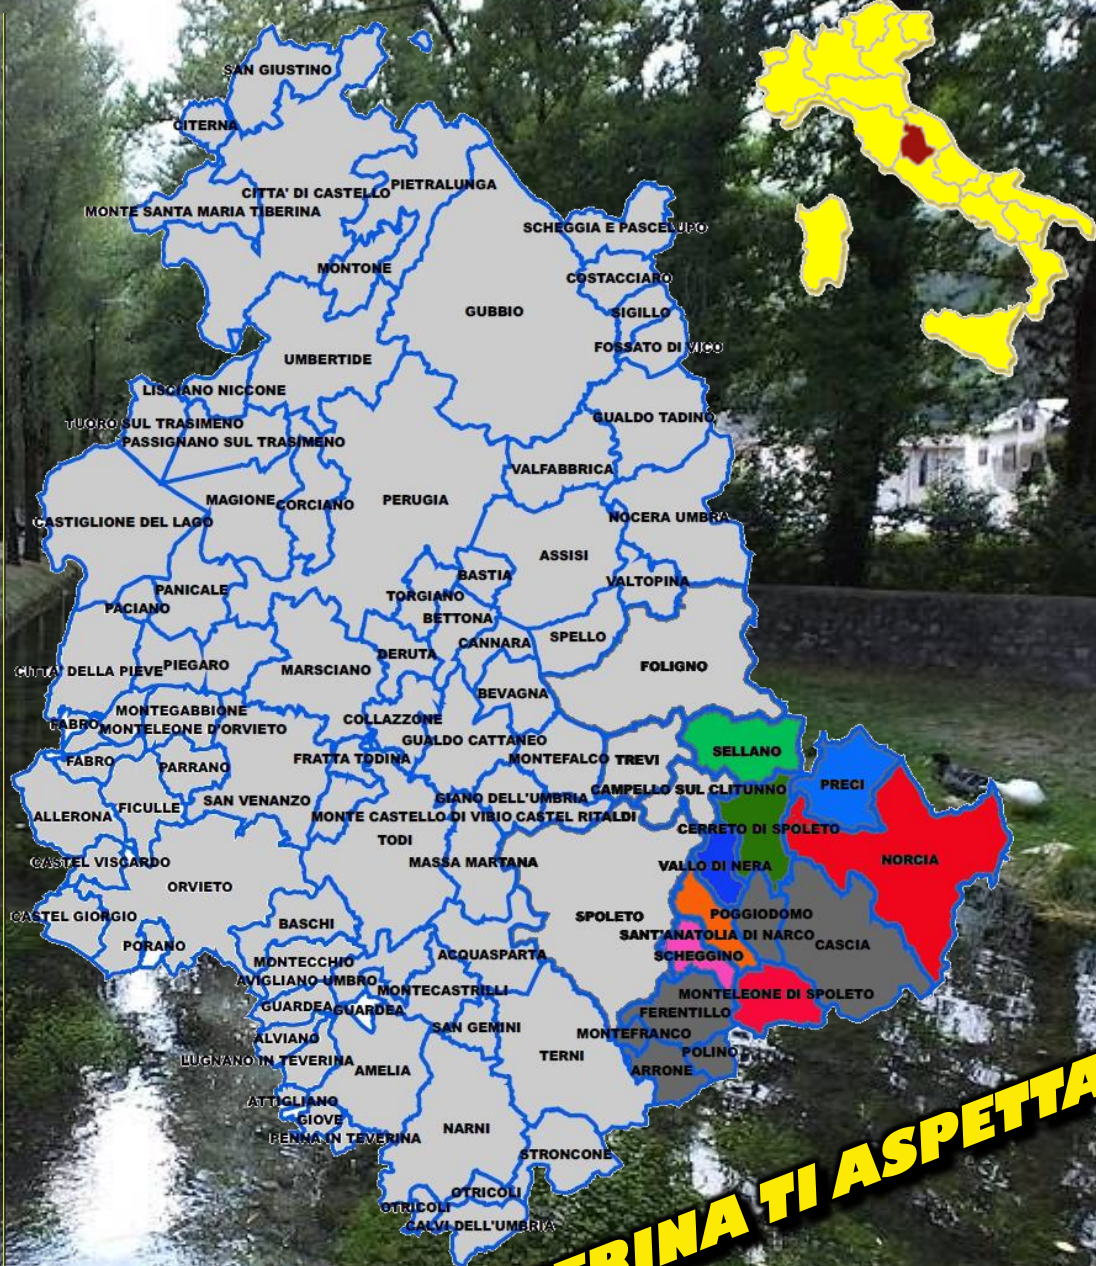 SAN GIUSTINO
CITERNA
CITTA' DI CASTELLO
PIETRALUNGA
MONTE SANTA MARIA TIBERINA
SCHEGGIA E PASCELUPO
MONTONE
COSTACCIARO
GUBBIO
SIGILLO
UMBERTIDE
FOSSATO DI VICO
LISCIANO NICCONE
TUORO SUL TRASIMENO
GUALDO TADINO
PASSIGNANO SUL TRASIMENO
VALFABBRICA
MAGIONE
CORCIANO
PERUGIA
CASTIGLIONE DEL LAGO
NOCERA UMBRA
ASSISI
BASTIA
VALTOPINA
PANICALE
TORGIANO
PACIANO
BETTONA
CANNARA
SPELLO
DERUTA
CITTA' DELLA PIEVE
PIEGARO
MARSCIANO
FOLIGNO
BEVAGNA
MONTEGABBIONE
COLLAZZONE
FABRO
MONTELEONE D'ORVIETO
GUALDO CATTANEO
SELLANO
FABRO
PARRANO
FRATTA TODINA
MONTEFALCO
TREVI
PRECI
CAMPELLO SUL CLITUNNO
SAN VENANZO
GIANO DELL'UMBRIA
FICULLE
ALLERONA
MONTE CASTELLO DI VIBIO
CASTEL RITALDI
CERRETO DI SPOLETO
TODI
CASTEL VISCARDO
MASSA MARTANA
VALLO DI NERA
NORCIA
ORVIETO
CASTEL GIORGIO
BASCHI
SPOLETO
POGGIODOMO
SANT'ANATOLIA DI NARCO
PORANO
CASCIA
ACQUASPARTA
SCHEGGINO
MONTECCHIO
AVIGLIANO UMBRO
MONTECASTRILLI
MONTELEONE DI SPOLETO
GUARDEA
GUARDEA
FERENTILLO
SAN GEMINI
MONTEFRANCO
ALVIANO
LUGNANO IN TEVERINA
TERNI
POLINO
AMELIA
ARRONE
ATTIGLIANO
GIOVE
NARNI
PENNA IN TEVERINA
STRONCONE
OTRICOLI
OTRICOLI
CALVI DELL'UMBRIA
TI ASPETTA